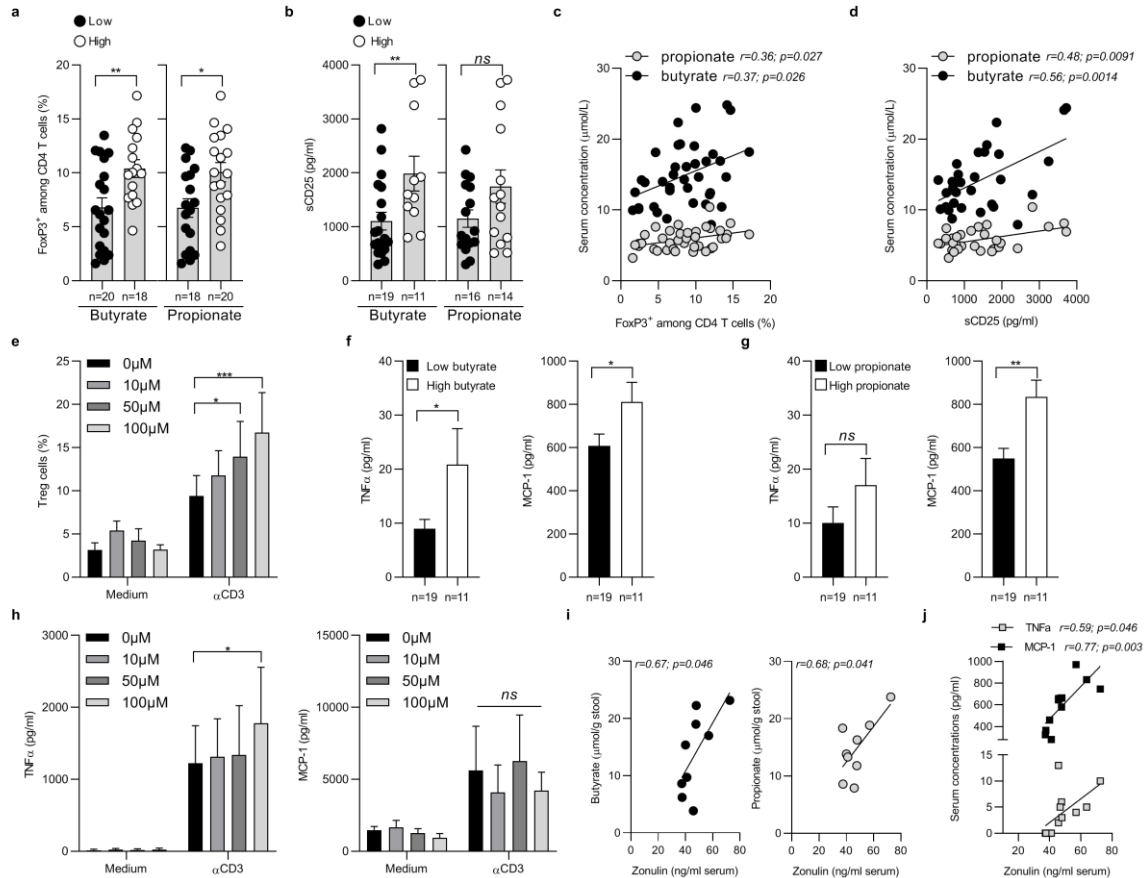 a
Low
High
**
*
FoxP3+ among CD4 T cells (%)
20
15
10
5
0
n=20 n=18 n=18 n=20
Butyrate Propionate
b
Low
High
**
ns
sCD25 (pg/ml)
4000
3000
2000
1000
0
n=19 n=11 n=16 n=14
Butyrate Propionate
c
propionate r=0.36; p=0.027
butyrate r=0.37; p=0.026
Serum concentration (μmol/L)
30
20
10
0
0 5 10 15 20
FoxP3+ among CD4 T cells (%)
d
propionate r=0.48; p=0.0091
butyrate r=0.56; p=0.0014
Serum concentration (μmol/L)
30
20
10
0
0 1000 2000 3000 4000
sCD25 (pg/ml)
e
0μM
10μM
50μM
100μM
***
*
Treg cells (%)
25
20
15
10
5
0
Medium αCD3
f
Low butyrate
High butyrate
*
TNFα (pg/ml)
40
30
20
10
0
n=19 n=11
*
MCP-1 (pg/ml)
1000
800
600
400
200
0
n=19 n=11
g
Low propionate
High propionate
ns
TNFα (pg/ml)
40
30
20
10
0
n=19 n=11
**
MCP-1 (pg/ml)
1000
800
600
400
200
0
n=19 n=11
h
*
TNFα (pg/ml)
3000
2000
1000
0
0μM
10μM
50μM
100μM
Medium αCD3
MCP-1 (pg/ml)
15000
10000
5000
0
0μM
10μM
50μM
100μM
ns
Medium αCD3
i
r=0.67; p=0.046
Butyrate (μmol/g stool)
30
20
10
0
0 20 40 60 80
Zonulin (ng/ml serum)
r=0.68; p=0.041
Propionate (μmol/g stool)
30
20
10
0
0 20 40 60 80
Zonulin (ng/ml serum)
j
TNFa r=0.59; p=0.046
MCP-1 r=0.77; p=0.003
Serum concentrations (pg/ml)
1000
800
600
400
15
10
5
0
20 40 60 80
Zonulin (ng/ml serum)